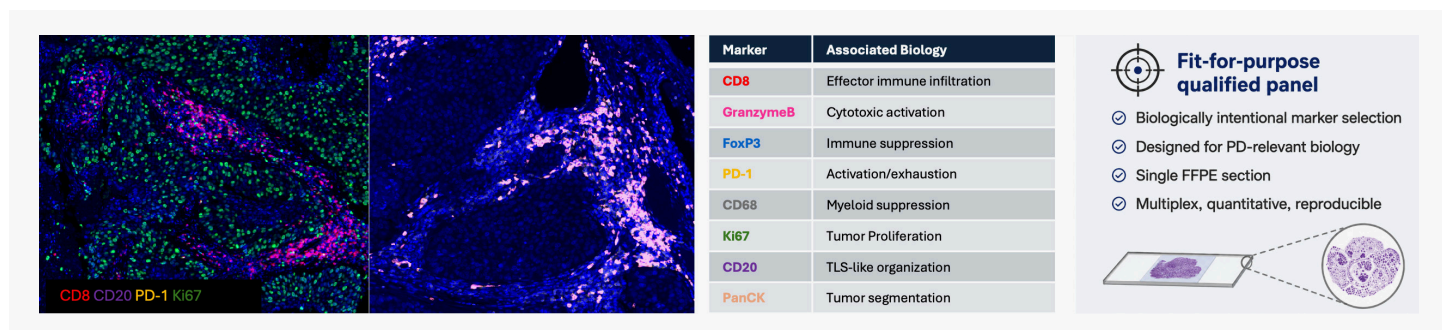 CD8 CD20 PD-1 Ki67
Marker Associated Biology
CD8 Effector immune infiltration
GranzymeB Cytotoxic activation
FoxP3 Immune suppression
PD-1 Activation/exhaustion
CD68 Myeloid suppression
Ki67 Tumor Proliferation
CD20 TLS-like organization
PanCK Tumor segmentation
Fit-for-purpose
qualified panel
Biologically intentional marker selection
Designed for PD-relevant biology
Single FFPE section
Multiplex, quantitative, reproducible